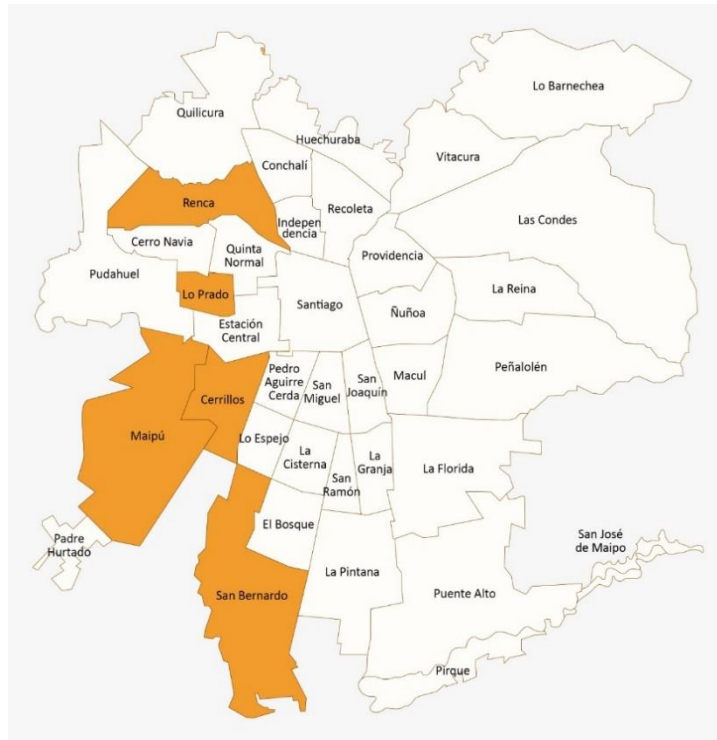 Lo Barnechea
Quilicura
Huechuraba
Vitacura
Conchalí
Renca
Recoleta
Indepen
dencia
Las Condes
Cerro Navia
Quinta
Normal
Providencia
Pudahuel
Lo Prado
La Reina
Santiago
Ñuñoa
Estación
Central
Pedro
Aguirre
Cerda
San
Miguel
San
Joaquín
Macul
Peñalolén
Cerrillos
Maipú
Lo Espejo
La
Cisterna
La
Granja
San
Ramón
La Florida
El Bosque
Padre
Hurtado
San José
de Maipo
La Pintana
San Bernardo
Puente Alto
Pirque